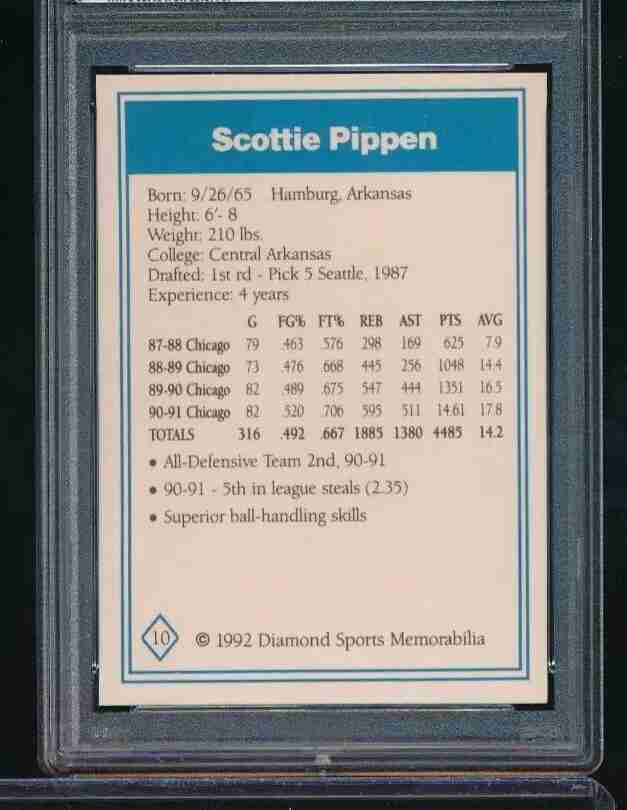 Scottie Pippen
Born: 9/26/65 Hamburg, Arkansas
Height: 6'- 8
Weight: 210 lbs.
College: Central Arkansas
Drafted: 1st rd - Pick 5 Seattle, 1987
Experience: 4 years
G FG% FT% REB AST PTS AVG
87-88 Chicago 79 .463 .576 298 169 625 7.9
88-89 Chicago 73 .476 .668 445 256 1048 14.4
89-90 Chicago 82 .489 .675 547 444 1351 16.5
90-91 Chicago 82 .520 .706 595 511 14.61 17.8
TOTALS 316 .492 .667 1885 1380 4485 14.2
• All-Defensive Team 2nd, 90-91
• 90-91 - 5th in league steals (2.35)
• Superior ball-handling skills
10 © 1992 Diamond Sports Memorabilia